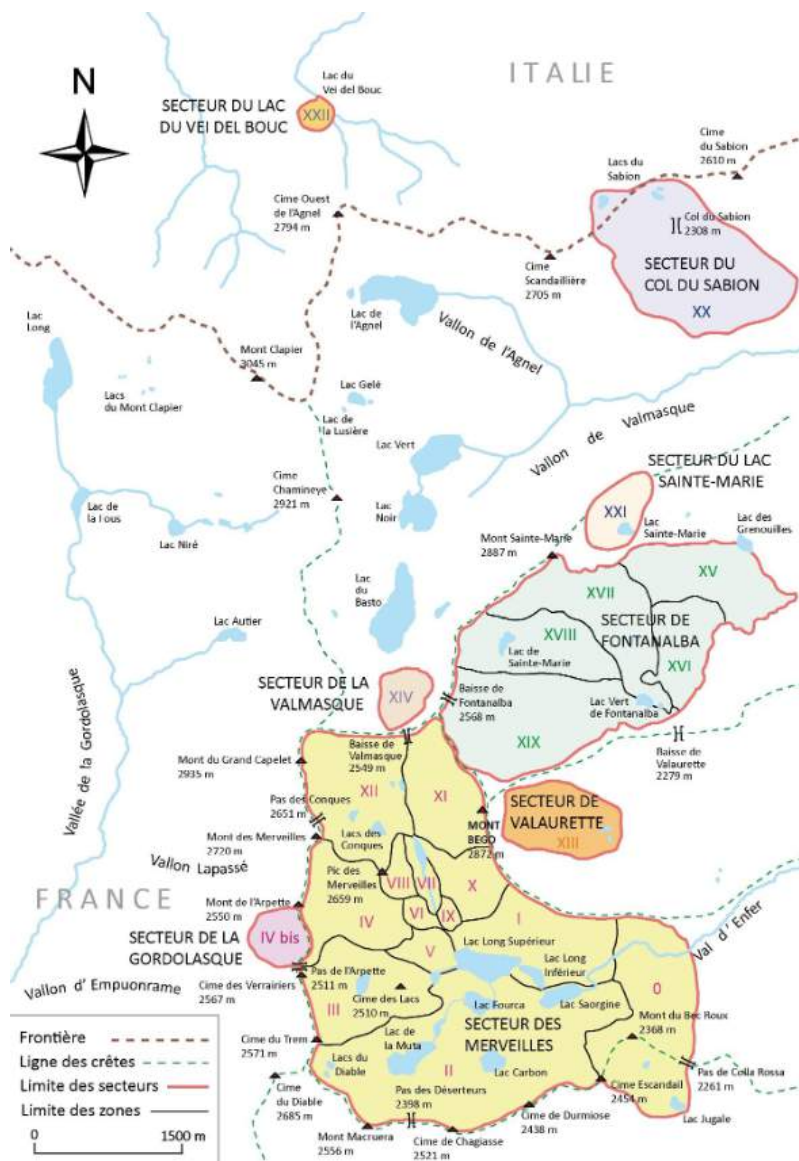 N
ITALIE
Lac du
Vei del Bouc
SECTEUR DU LAC
DU VEI DEL BOUC
XXII
Cime
du Sabion
2610 m
Lacs du
Sabion
Cime Ouest
de l'Agnel
2794 m
Col du Sabion
2308 m
SECTEUR DU
COL DU SABION
XX
Cime
Scandaillière
2705 m
Lac
Long
Lac de
l'Agnel
Vallon de l'Agnel
Mont Clapier
3045 m
Lacs
du Mont Clapier
Lac Gelé
Lac de
la Lusière
Lac Vert
Vallon de Valmasque
SECTEUR DU LAC
SAINTE-MARIE
XXI
Lac
Sainte-Marie
Lac des
Grenouilles
Cime
Chamineye
2921 m
Lac
Noir
Lac de
la Fous
Lac Niré
Mont Sainte-Marie
2887 m
XVII
XV
Lac
du
Basto
SECTEUR DE
FONTANALBA
XVIII
Lac de
Sainte-Marie
XVI
Lac Autier
SECTEUR DE LA
VALMASQUE
XIV
Baisse de
Fontanalba
2568 m
Lac Vert
de Fontanalba
XIX
Baisse de
Valaurette
2279 m
Vallée de la Gordolasque
Baisse de
Valmasque
2549 m
Mont du Grand Capelet
2935 m
XII
XI
Pas des Conques
2651 m
Lacs des
Conques
SECTEUR DE
VALAURETTE
XIII
MONT
BEGO
2872 m
Mont des Merveilles
2720 m
Vallon Lapassé
Pic des
Merveilles
2659 m
VIII
VII
X
FRANCE
Mont de l'Arpette
2550 m
IV
VI
IX
I
IV bis
SECTEUR DE LA
GORDOLASQUE
V
Lac Long Supérieur
Lac Long
Inférieur
Val d'Enfer
Vallon d'Empuonrame
Cime des Verrairiers
2567 m
Pas de l'Arpette
2511 m
Cime des Lacs
2510 m
III
Lac Fourca
Lac Saorgine
0
Mont du Bec Roux
2368 m
SECTEUR DES
MERVEILLES
Cime du Trem
2571 m
Lac de
la Muta
Lacs du
Diable
II
Lac Carbon
Pas des Déserteurs
2398 m
Pas de Colla Rossa
2261 m
Cime Escandail
2454 m
Cime
du Diable
2685 m
Lac Jugale
Cime de Durmiose
2438 m
Mont Macruera
2556 m
Cime de Chagiasse
2521 m
Frontière
Ligne des crêtes
Limite des secteurs
Limite des zones
0 1500 m